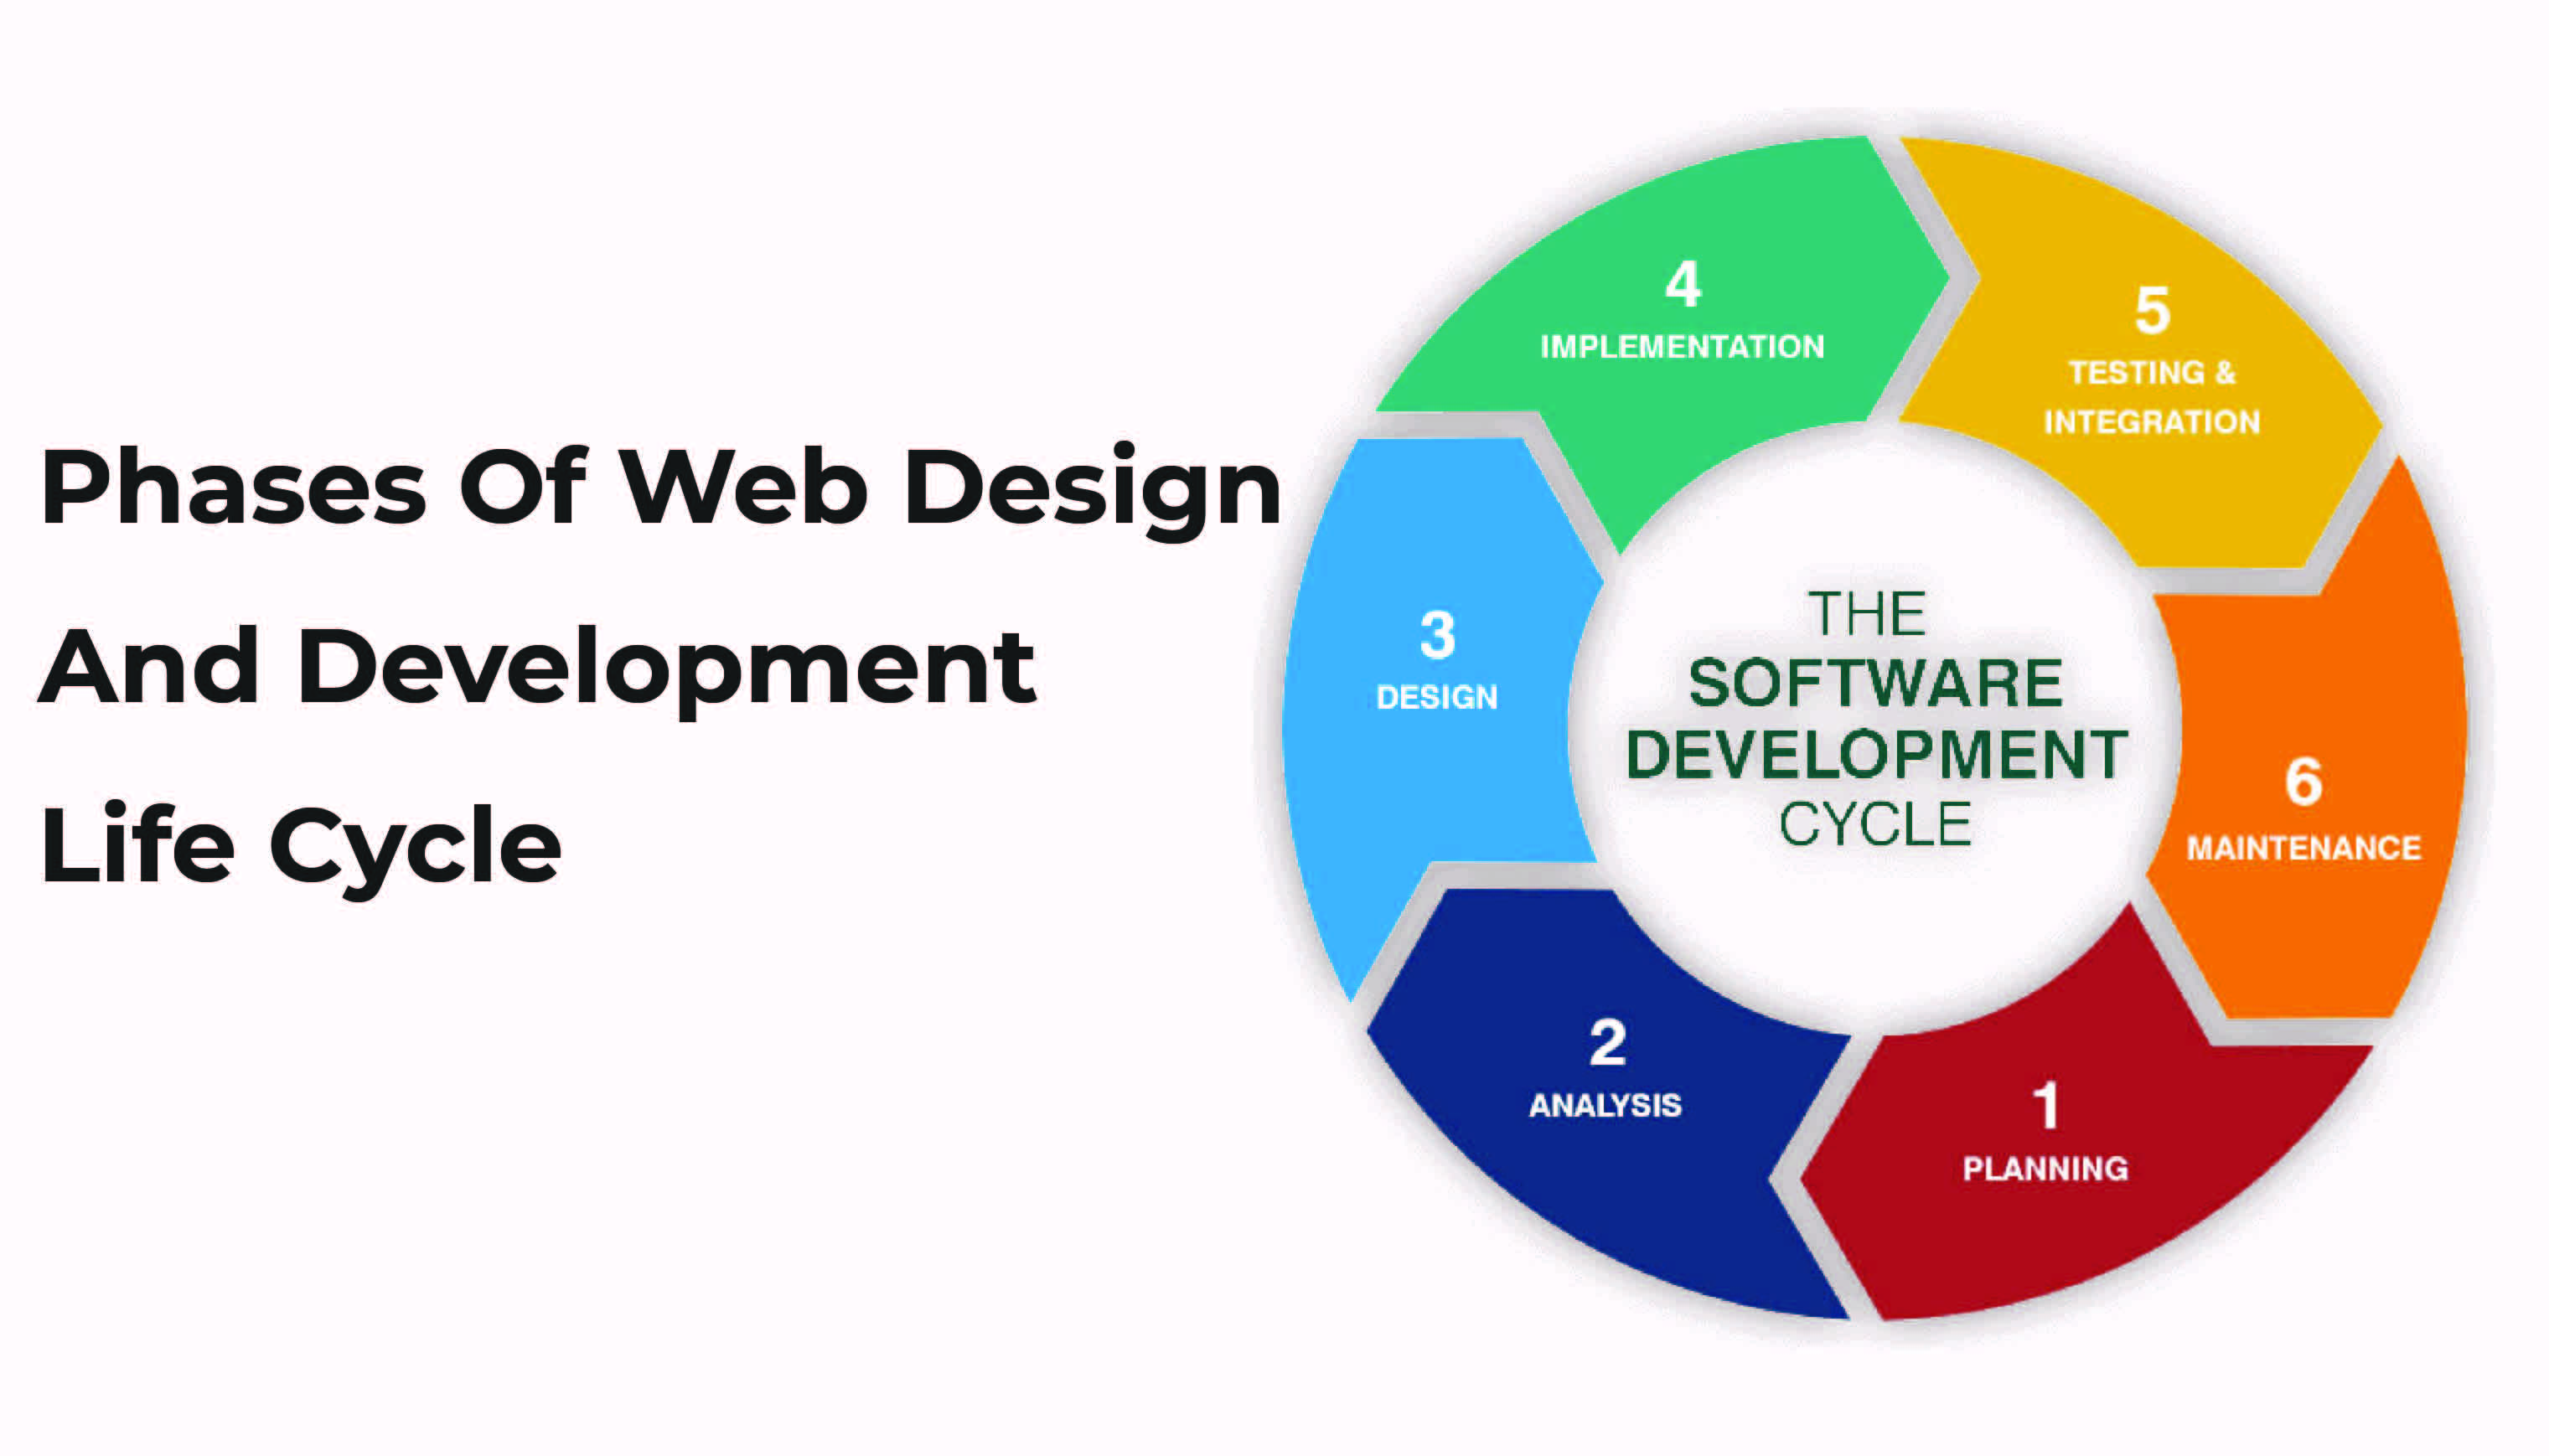 Phases Of Web Design
And Development
Life Cycle
THE
SOFTWARE
DEVELOPMENT
CYCLE
1
PLANNING
2
ANALYSIS
3
DESIGN
4
IMPLEMENTATION
5
TESTING &
INTEGRATION
6
MAINTENANCE